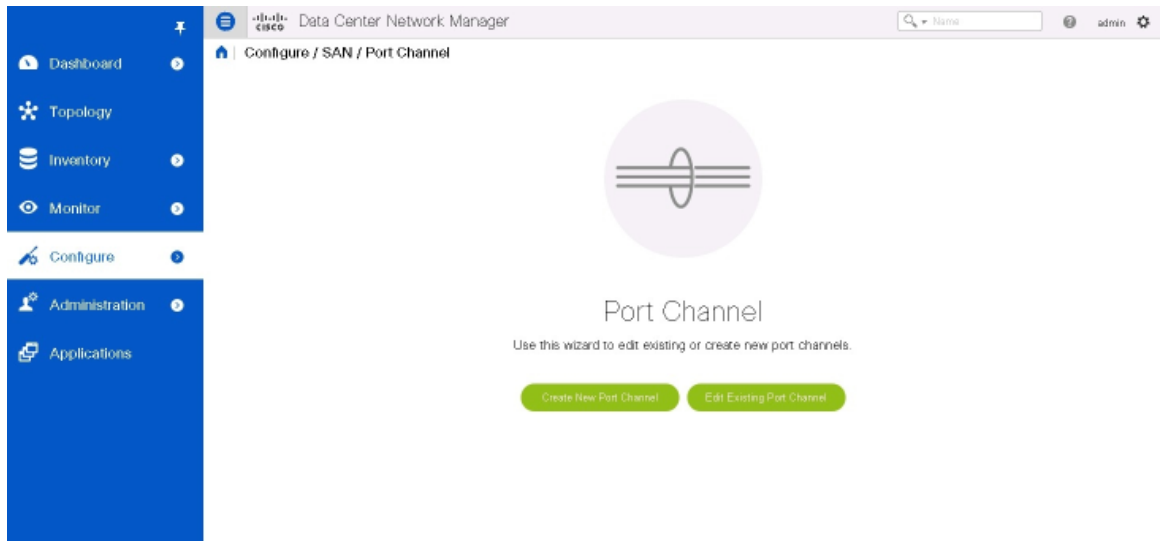 cisco Data Center Network Manager
Name
admin
Configure / SAN / Port Channel
Dashboard
Topology
Inventory
Monitor
Configure
Administration
Applications
Port Channel
Use this wizard to edit existing or create new port channels.
Create New Port Channel
Edit Existing Port Channel